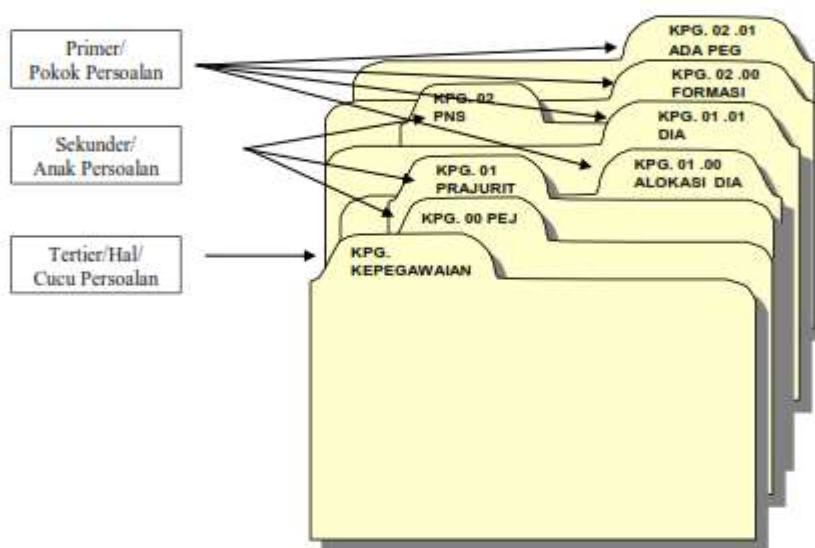 Primer/
Pokok Persoalan
Sekunder/
Anak Persoalan
Tertier/Hal/
Cucu Persoalan
KPG. 02 .01
ADA PEG
KPG. 02 .00
FORMASI
KPG. 02
PNS
KPG. 01 .01
DIA
KPG. 01 .00
ALOKASI DIA
KPG. 01
PRAJURIT
KPG. 00 PEJ
KPG.
KEPEGAWAIAN